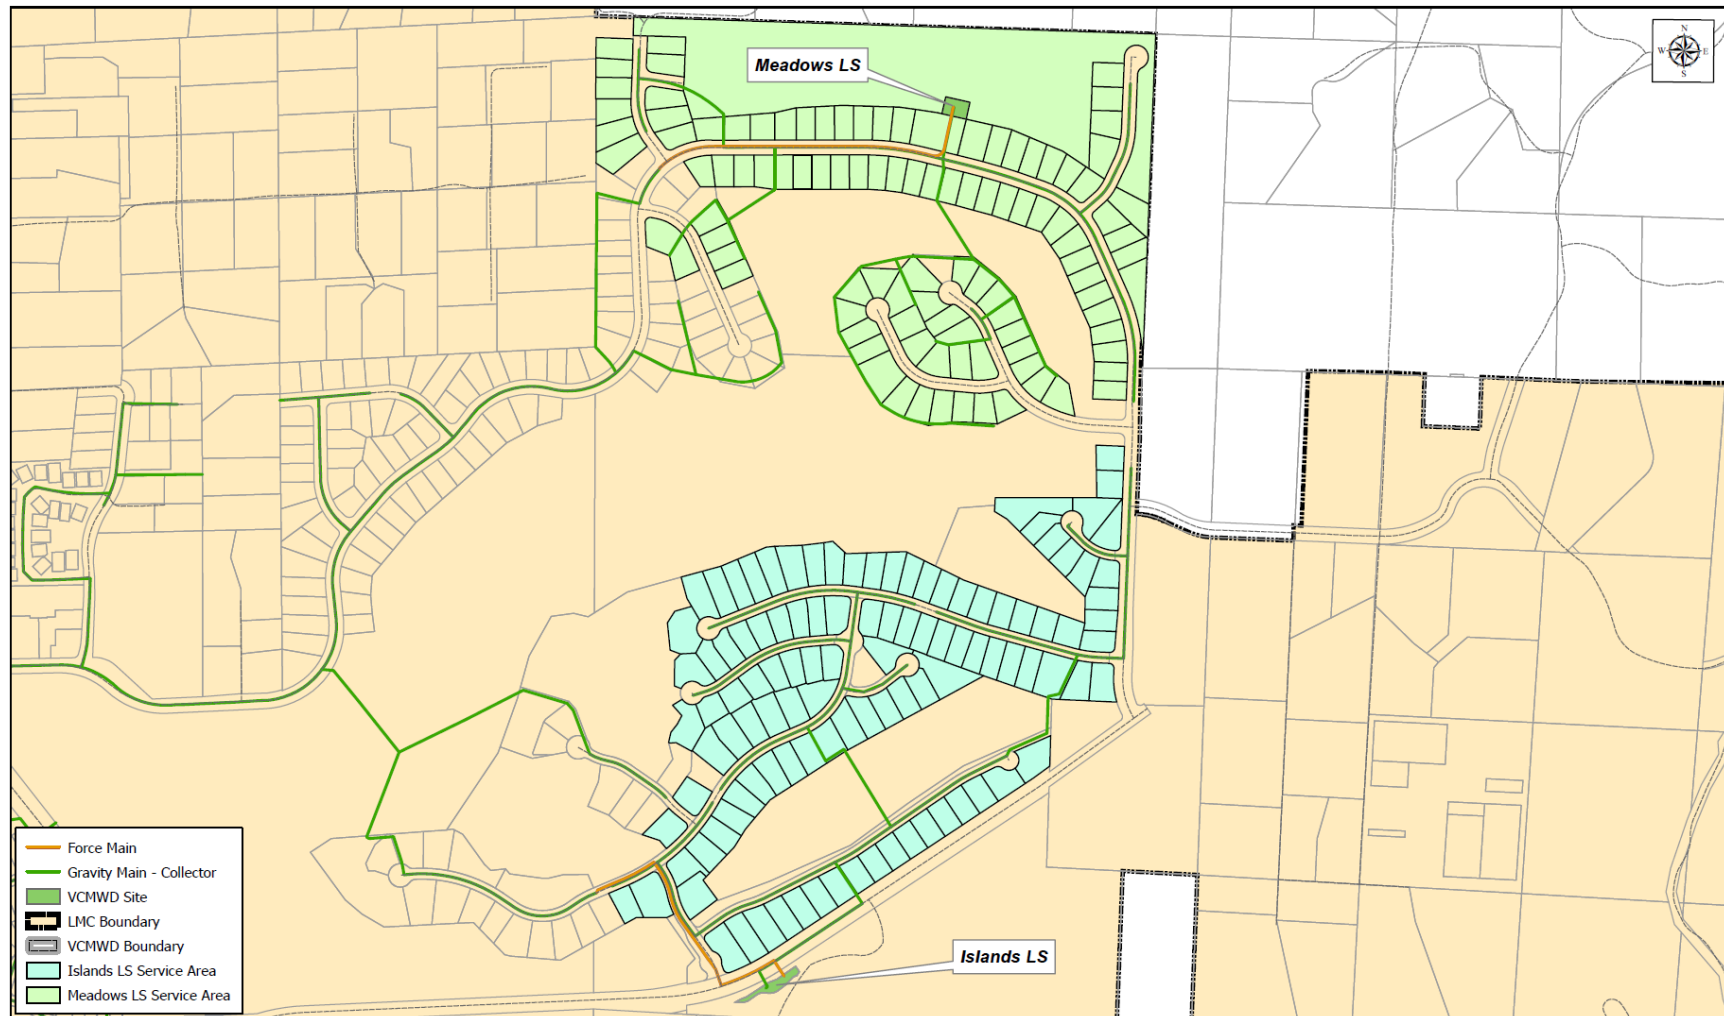 Meadows LS
N
W E
S
Islands LS
Force Main
Gravity Main - Collector
VCMWD Site
LMC Boundary
VCMWD Boundary
Islands LS Service Area
Meadows LS Service Area